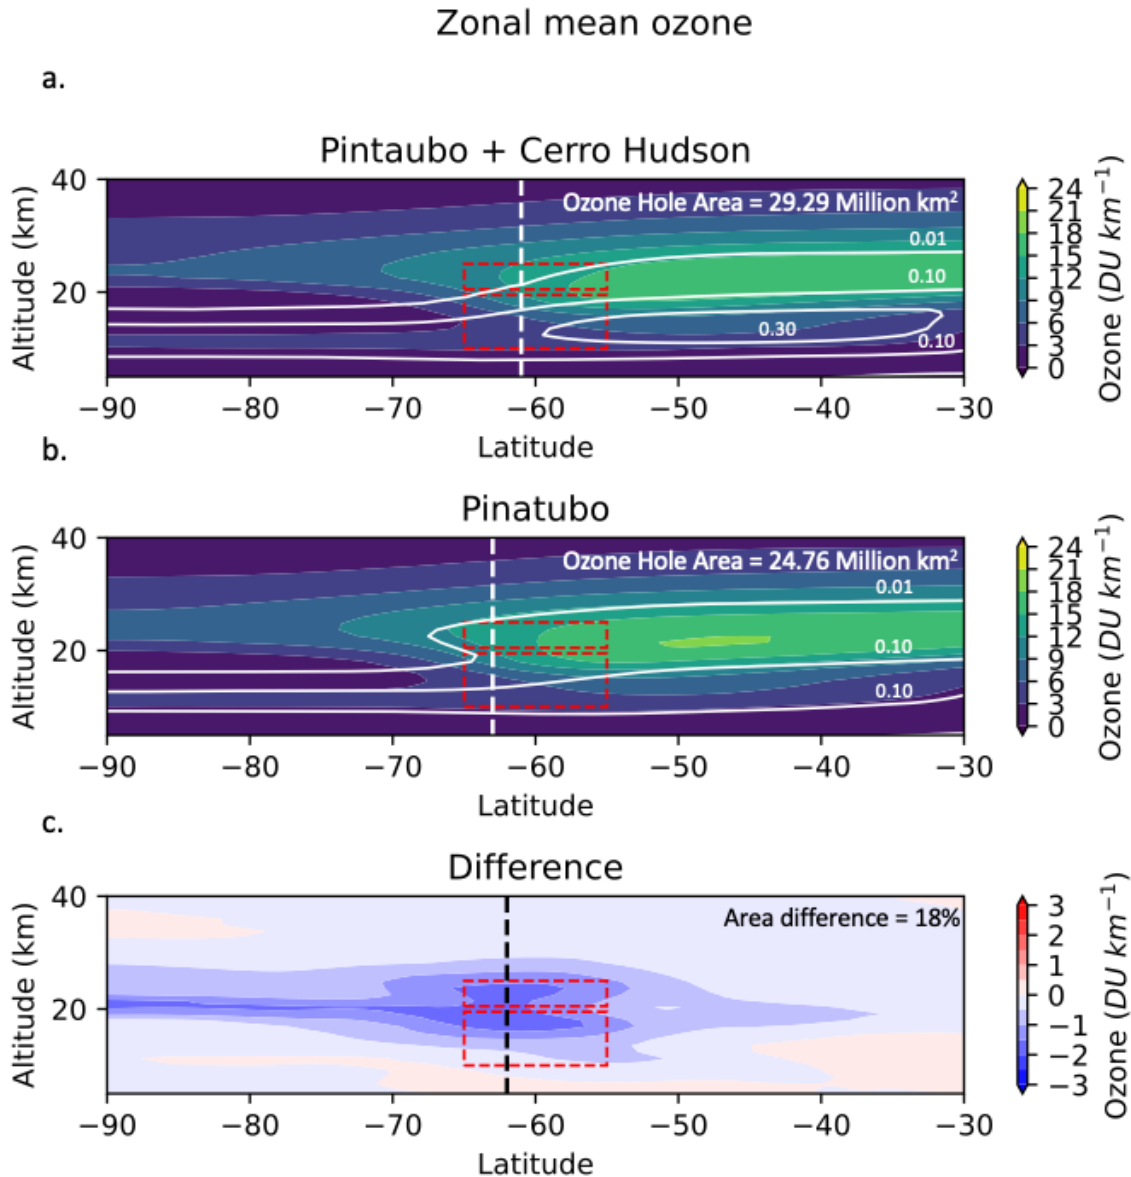 Zonal mean ozone
a.
Pintaubo + Cerro Hudson
Ozone Hole Area = 29.29 Million km²
0.01
0.10
0.30
0.10
40
20
Altitude (km)
−90 −80 −70 −60 −50 −40 −30
Latitude
24
21
18
15
12
9
6
3
0
Ozone (DU km⁻¹)
b.
Pinatubo
Ozone Hole Area = 24.76 Million km²
0.01
0.10
0.10
40
20
Altitude (km)
−90 −80 −70 −60 −50 −40 −30
Latitude
24
21
18
15
12
9
6
3
0
Ozone (DU km⁻¹)
c.
Difference
Area difference = 18%
40
20
Altitude (km)
−90 −80 −70 −60 −50 −40 −30
Latitude
3
2
1
0
−1
−2
−3
Ozone (DU km⁻¹)